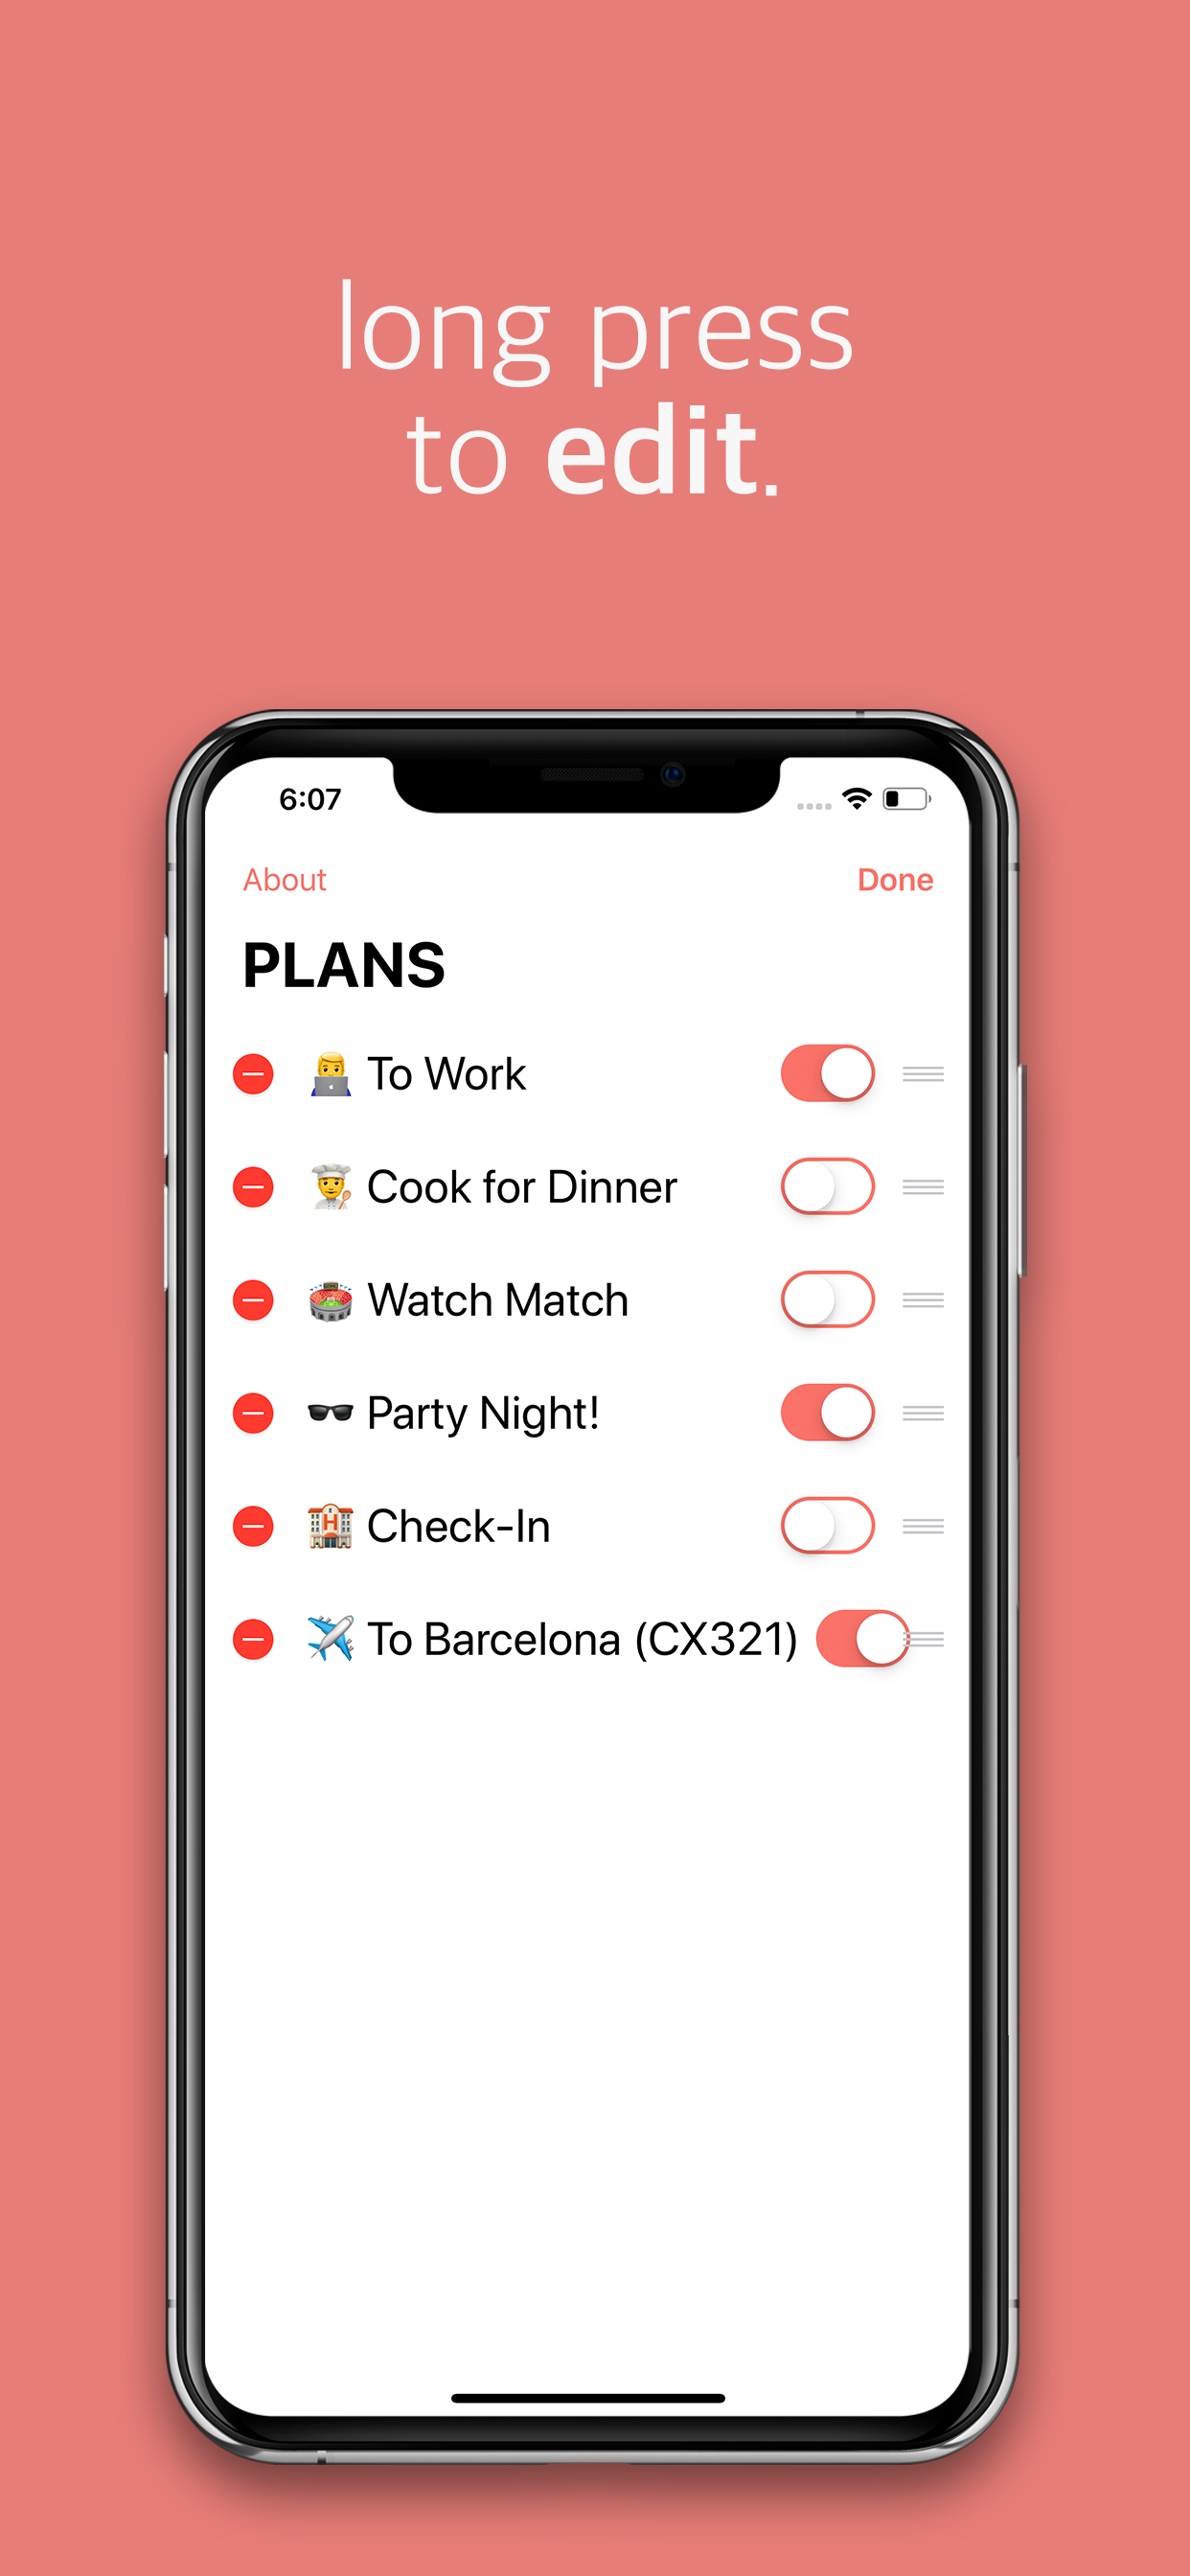 long press
to edit.
6:07
About
Done
PLANS
To Work
Cook for Dinner
Watch Match
Party Night!
Check-In
To Barcelona (CX321)